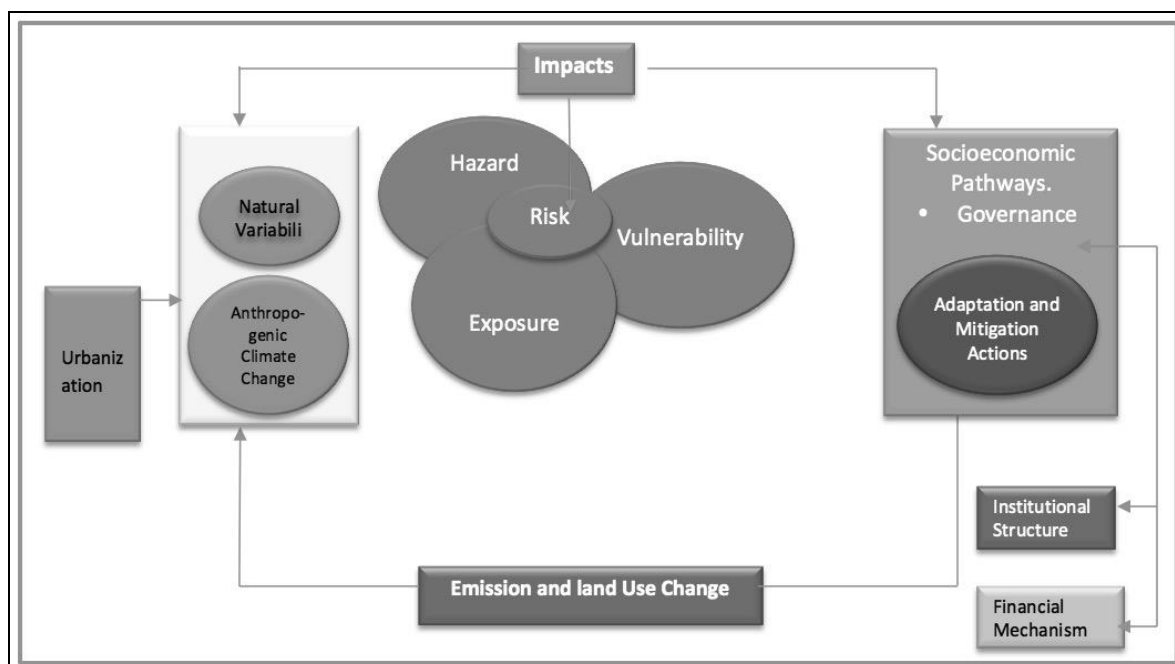 Impacts
Hazard
Risk
Vulnerability
Exposure
Natural
Variabili
Anthropo-
genic
Climate
Change
Urbaniz
ation
Socioeconomic
Pathways.
• Governance
Adaptation and
Mitigation
Actions
Institutional
Structure
Emission and land Use Change
Financial
Mechanism